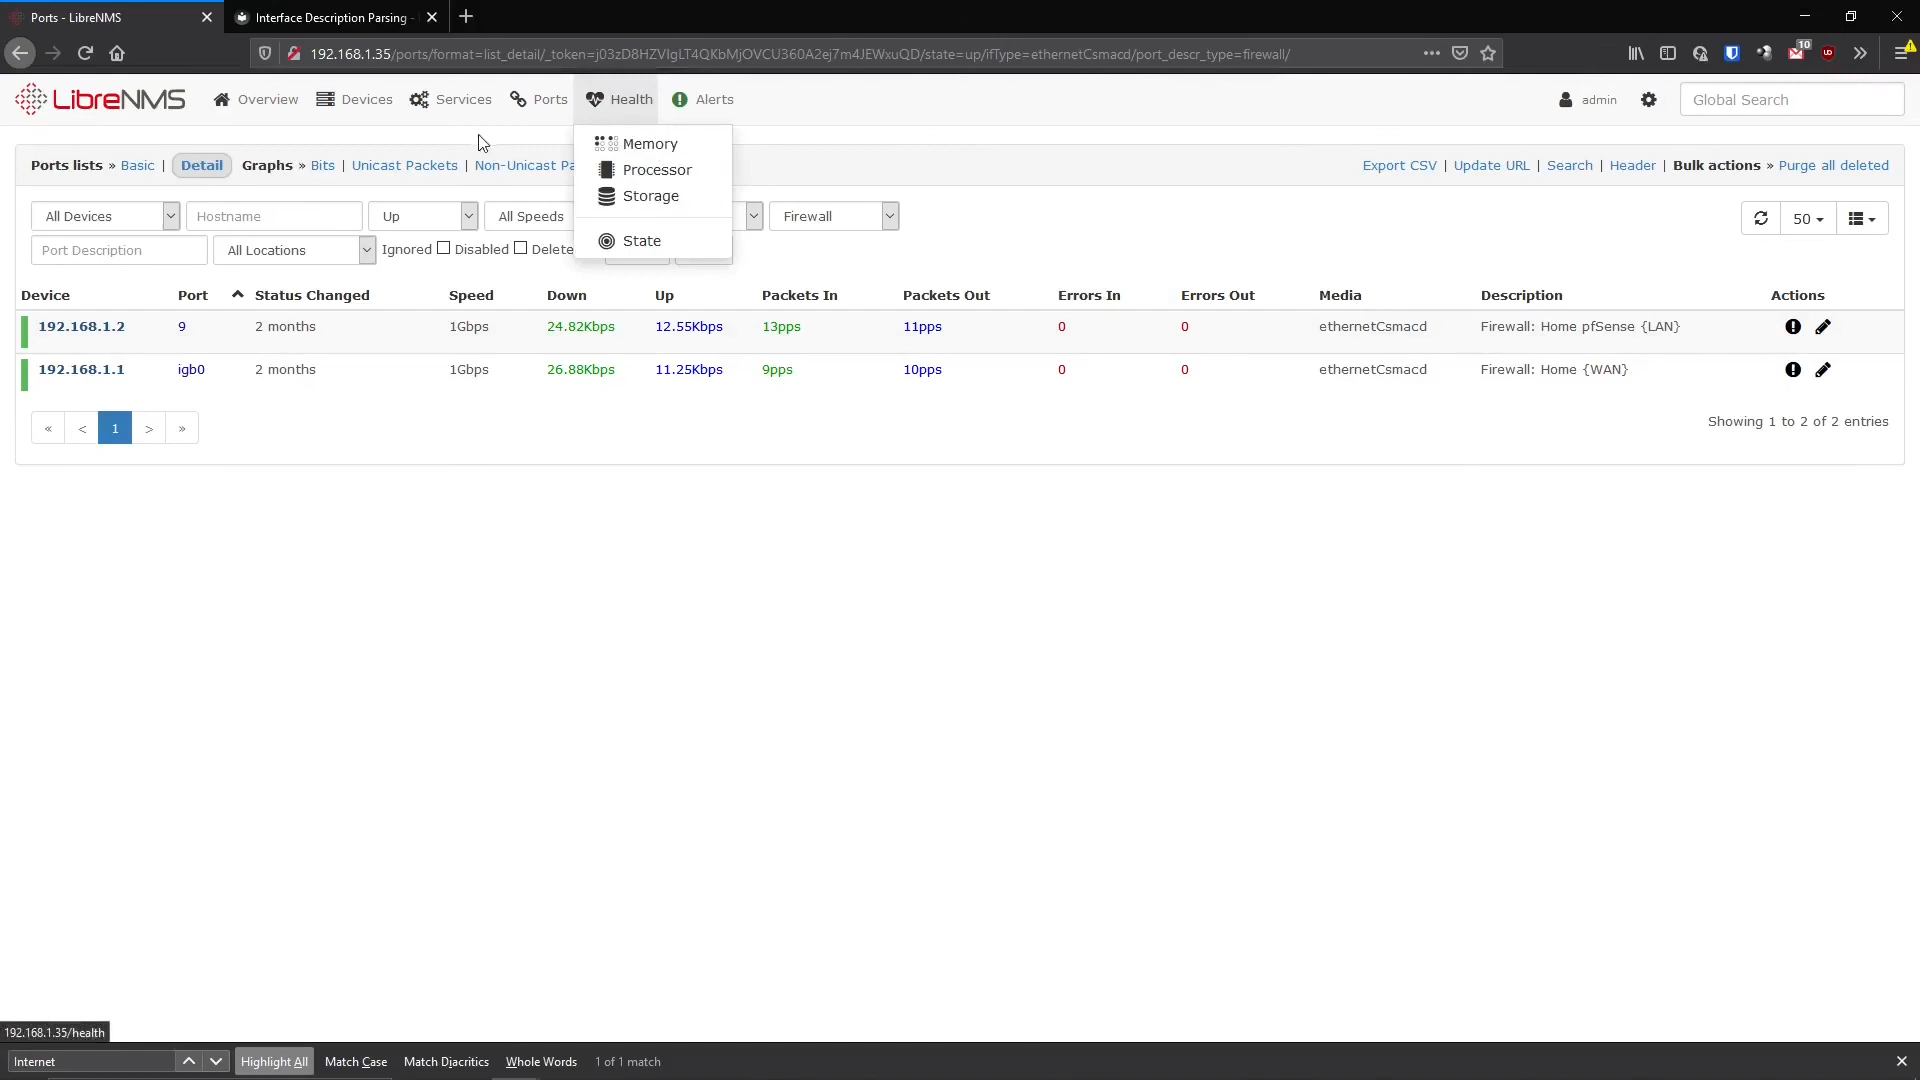 Ports - LibreNMS
Interface Description Parsing -
192.168.1.35/ports/format=list_detail/_token=j03zD8HZVIgLT4QKbMjOVCU360A2ej7m4JEWxuQD/state=up/ifType=ethernetCsmacd/port_descr_type=firewall/
10
LibreNMS
Overview
Devices
Services
Ports
Health
Alerts
admin
Global Search
Memory
Processor
Storage
State
Ports lists » Basic | Detail Graphs » Bits | Unicast Packets | Non-Unicast Pa
Export CSV | Update URL | Search | Header | Bulk actions » Purge all deleted
All Devices
Hostname
Up
All Speeds
Firewall
50
Port Description
All Locations
Ignored Disabled Delete
Device Port Status Changed Speed Down Up Packets In Packets Out Errors In Errors Out Media Description Actions
192.168.1.2 9 2 months 1Gbps 24.82Kbps 12.55Kbps 13pps 11pps 0 0 ethernetCsmacd Firewall: Home pfSense {LAN}
192.168.1.1 igb0 2 months 1Gbps 26.88Kbps 11.25Kbps 9pps 10pps 0 0 ethernetCsmacd Firewall: Home {WAN}
« < 1 > »
Showing 1 to 2 of 2 entries
192.168.1.35/health
Internet
Highlight All Match Case Match Diacritics Whole Words 1 of 1 match